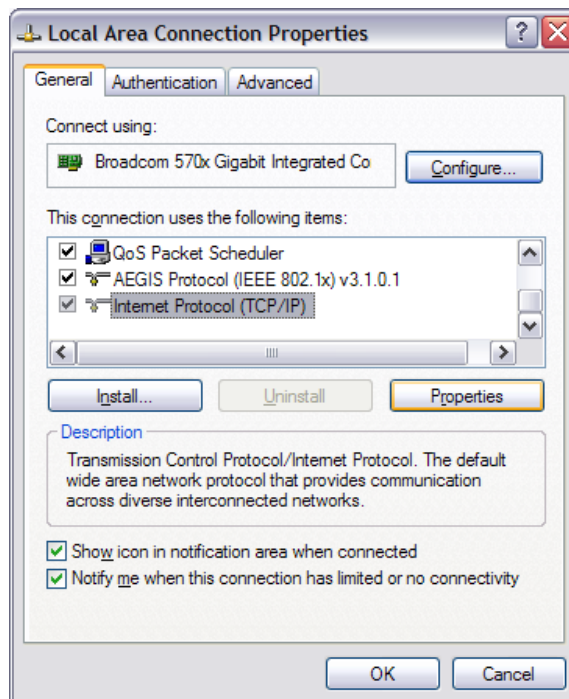 Local Area Connection Properties
General Authentication Advanced
Connect using:
Broadcom 570x Gigabit Integrated Co
Configure...
This connection uses the following items:
QoS Packet Scheduler
AEGIS Protocol (IEEE 802.1x) v3.1.0.1
Internet Protocol (TCP/IP)
Install... Uninstall Properties
Description
Transmission Control Protocol/Internet Protocol. The default
wide area network protocol that provides communication
across diverse interconnected networks.
Show icon in notification area when connected
Notify me when this connection has limited or no connectivity
OK Cancel